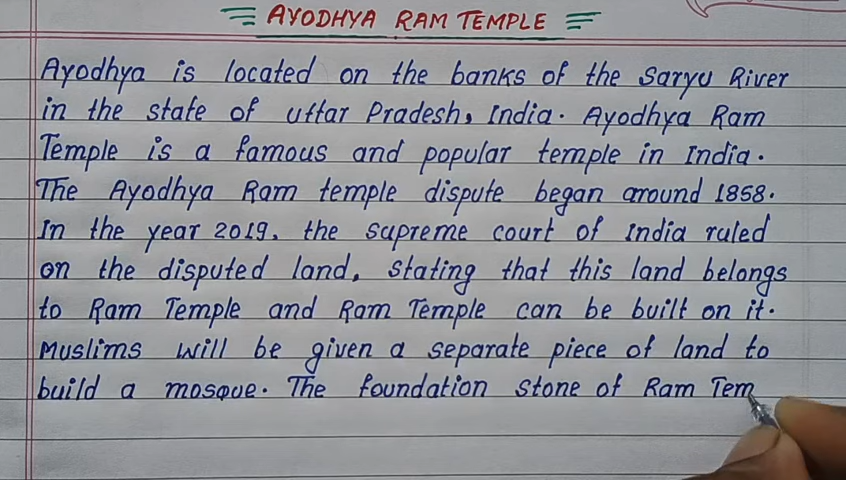 AYODHYA RAM TEMPLE
Ayodhya is located on the banks of the Saryu River
in the state of Uttar Pradesh, India. Ayodhya Ram
Temple is a famous and popular temple in India.
The Ayodhya Ram temple dispute began around 1858.
In the year 2019, the supreme court of India ruled
on the disputed land, stating that this land belongs
to Ram Temple and Ram Temple can be built on it.
Muslims will be given a separate piece of land to
build a mosque. The foundation stone of Ram Tem